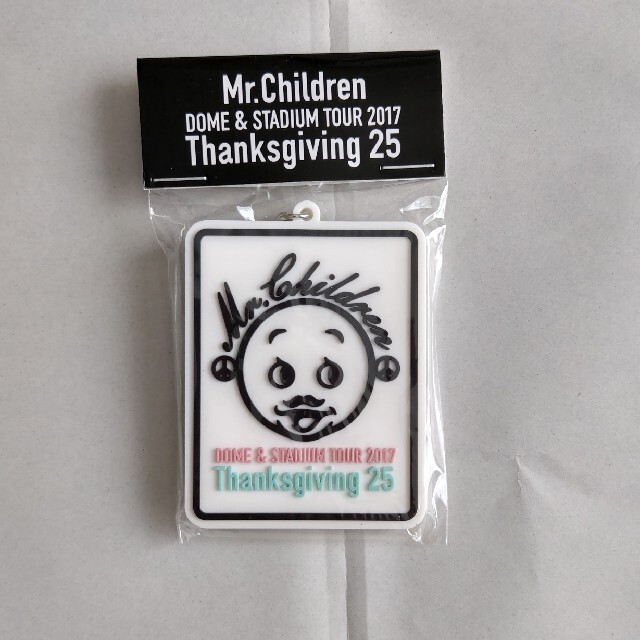 Mr.Children
DOME & STADIUM TOUR 2017
Thanksgiving 25
Mr.Children
DOME & STADIUM TOUR 2017
Thanksgiving 25